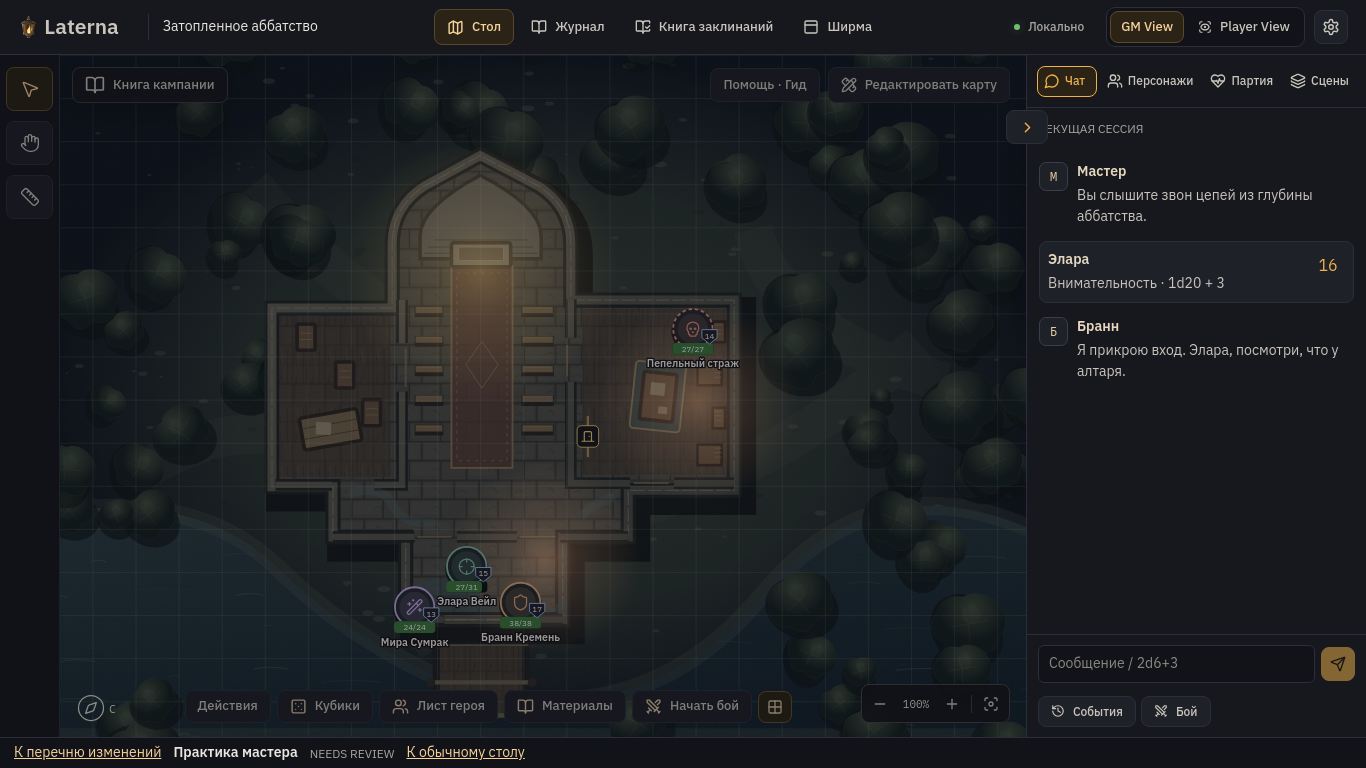 Laterna
Затопленное аббатство
Стол
Журнал
Книга заклинаний
Ширма
Локально
GM View
Player View
Книга кампании
Помощь · Гид
Редактировать карту
Чат
Персонажи
Партия
Сцены
ЕКУЩАЯ СЕССИЯ
М
Мастер
Вы слышите звон цепей из глубины
аббатства.
Элара
16
Внимательность · 1d20 + 3
Б
Бранн
Я прикрою вход. Элара, посмотри, что у
алтаря.
14
27/27
Пепельный страж
15
27/31
Элара Вейл
13
24/24
Мира Сумрак
17
38/38
Бранн Кремень
С
Действия
Кубики
Лист героя
Материалы
Начать бой
100%
Сообщение / 2d6+3
События
Бой
К перечню изменений
Практика мастера
NEEDS REVIEW
К обычному столу